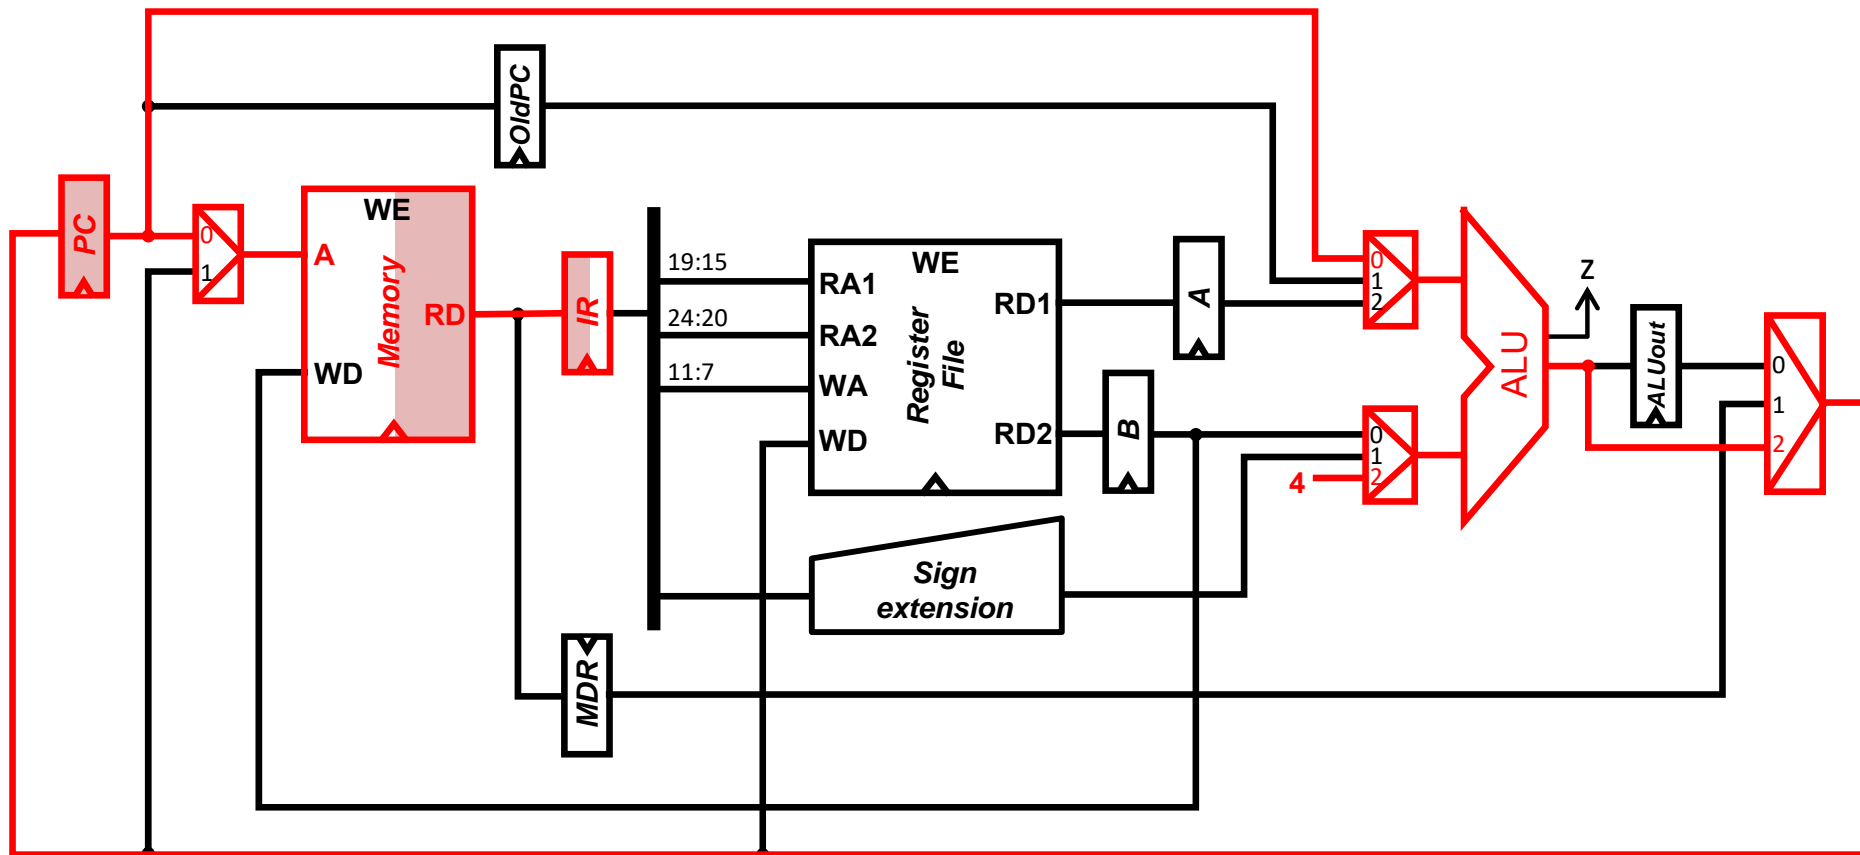 OldPC
PC
0
1
WE
A
Memory
RD
WD
IR
19:15
24:20
11:7
WE
RA1
RA2
WA
WD
Register
File
RD1
RD2
A
B
Sign
extension
MDR
0
1
2
0
1
2
4
ALU
Z
ALUout
0
1
2